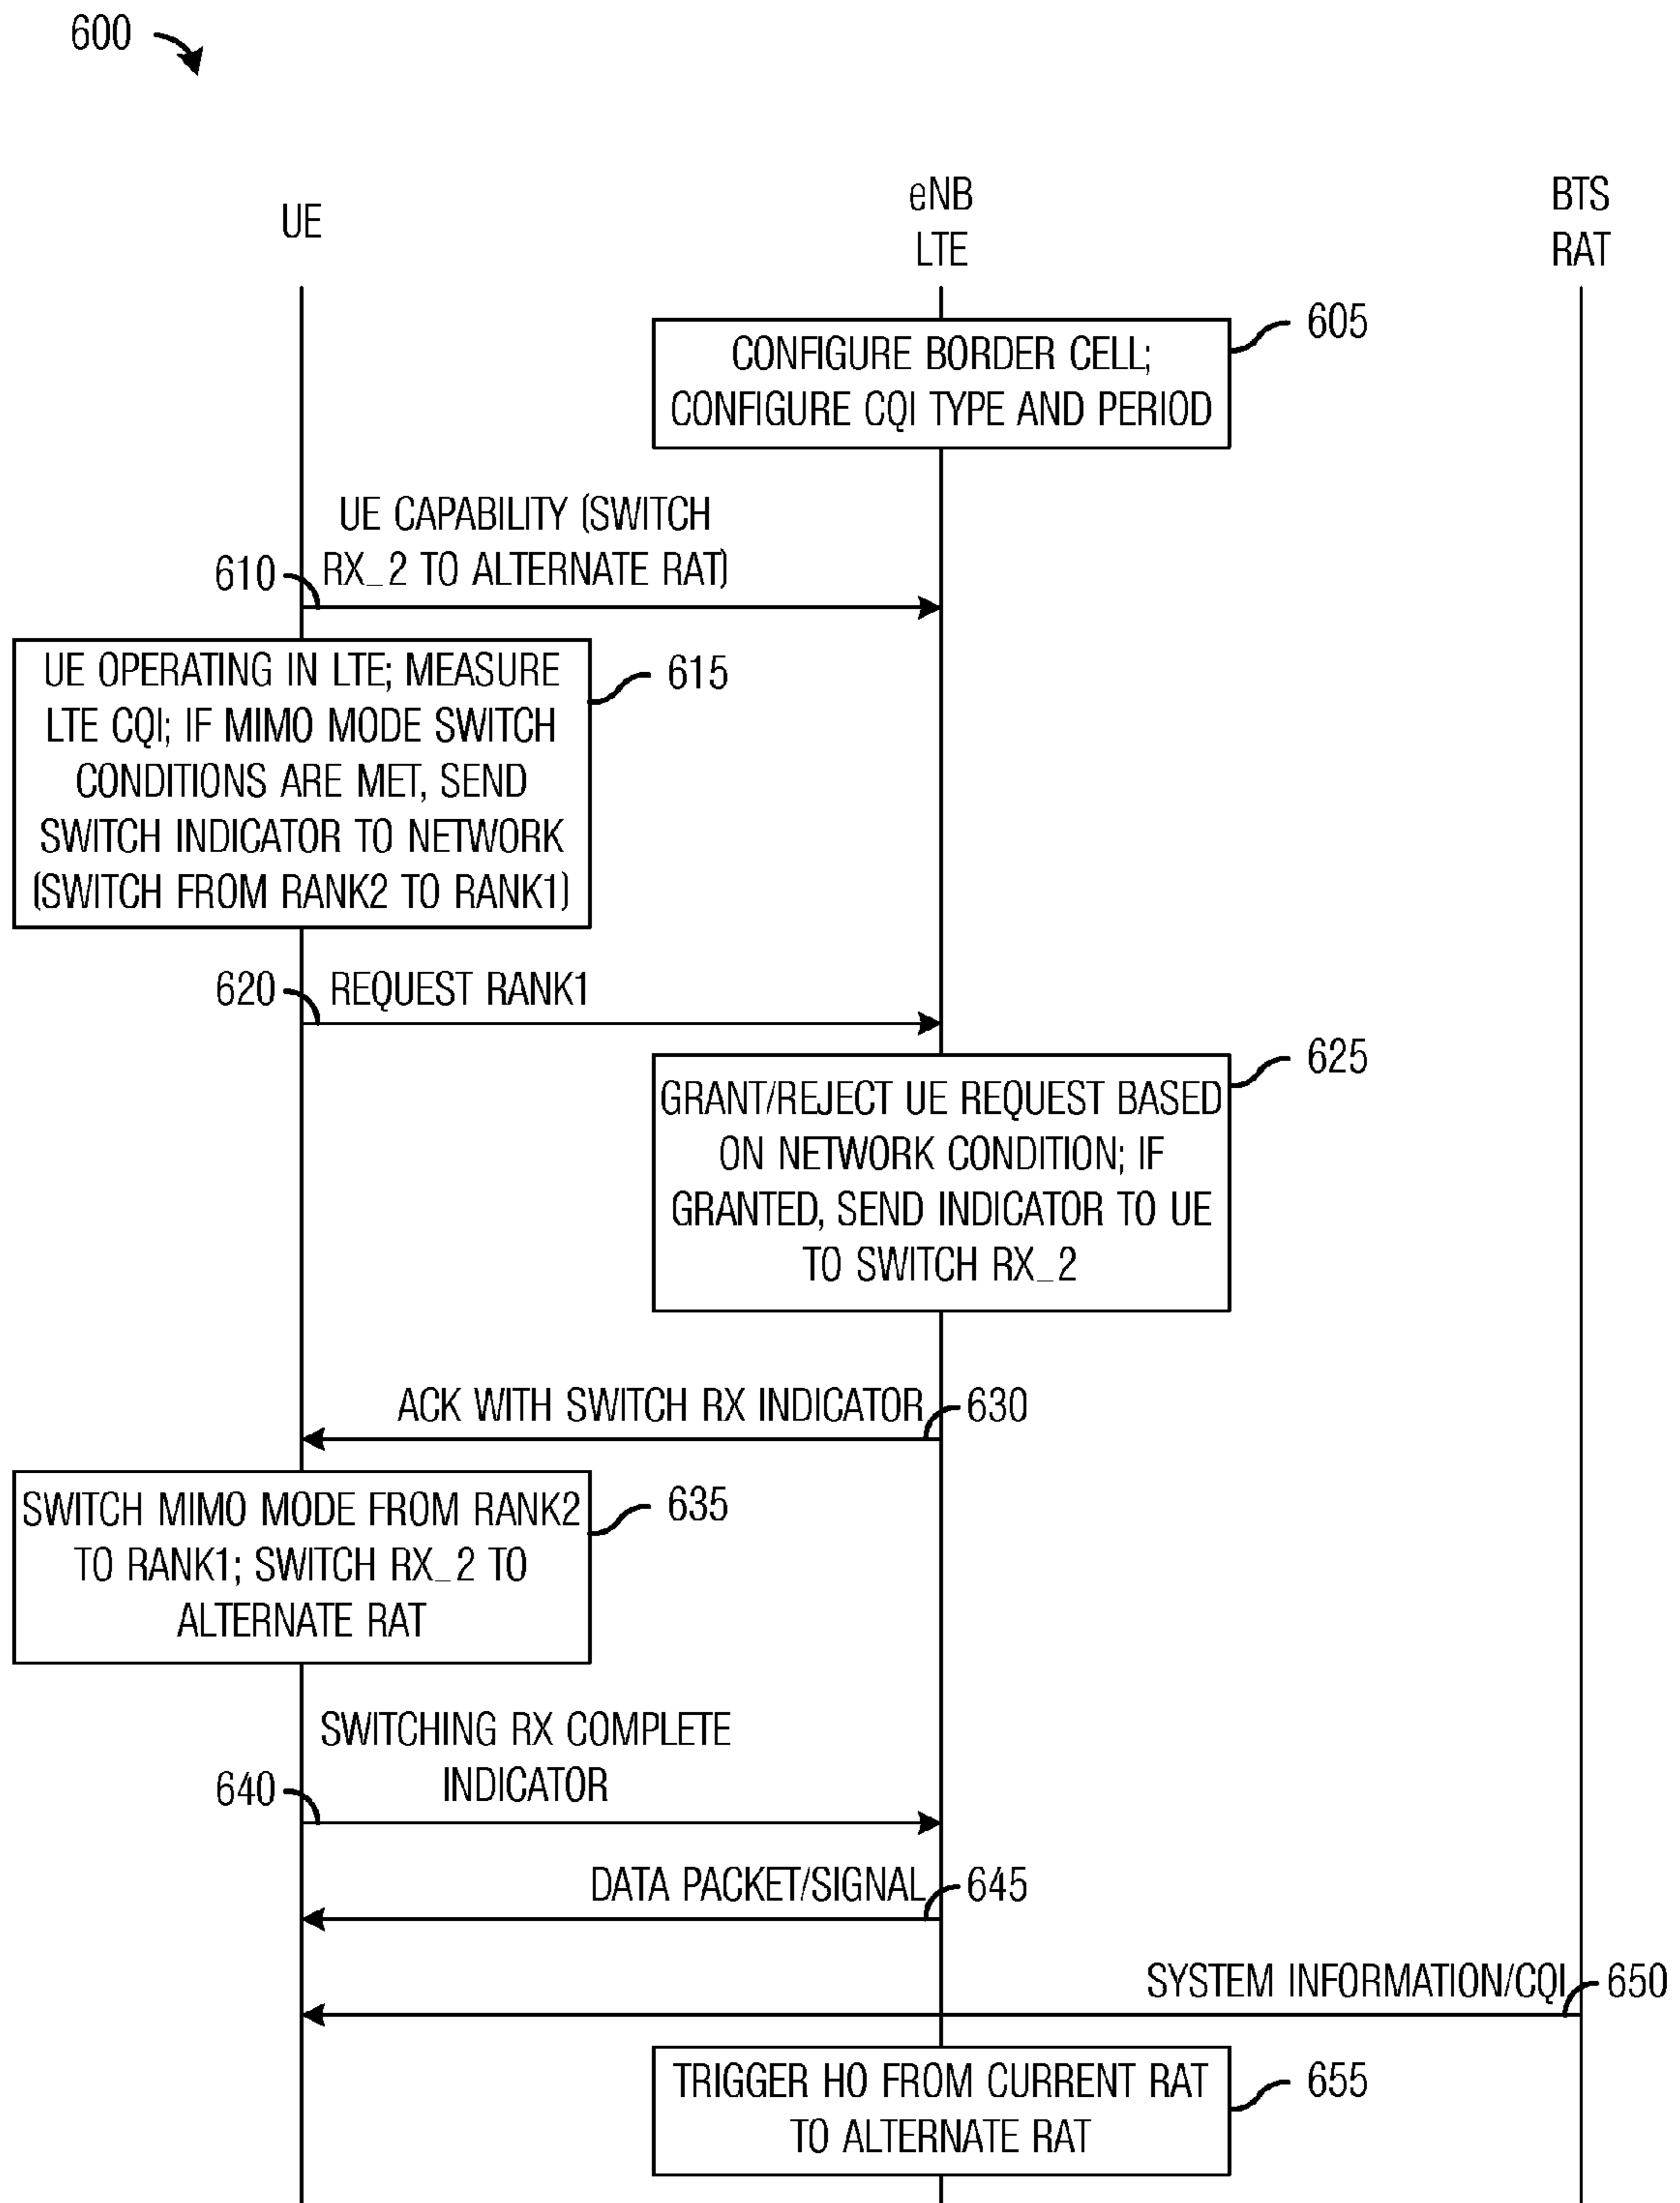 600
UE
eNB
LTE
BTS
RAT
605
CONFIGURE BORDER CELL;
CONFIGURE CQI TYPE AND PERIOD
UE CAPABILITY (SWITCH
RX_2 TO ALTERNATE RAT)
610
UE OPERATING IN LTE; MEASURE
LTE CQI; IF MIMO MODE SWITCH
CONDITIONS ARE MET, SEND
SWITCH INDICATOR TO NETWORK
(SWITCH FROM RANK2 TO RANK1)
615
620
REQUEST RANK1
625
GRANT/REJECT UE REQUEST BASED
ON NETWORK CONDITION; IF
GRANTED, SEND INDICATOR TO UE
TO SWITCH RX_2
ACK WITH SWITCH RX INDICATOR
630
SWITCH MIMO MODE FROM RANK2
TO RANK1; SWITCH RX_2 TO
ALTERNATE RAT
635
SWITCHING RX COMPLETE
INDICATOR
640
DATA PACKET/SIGNAL
645
SYSTEM INFORMATION/CQI
650
TRIGGER HO FROM CURRENT RAT
TO ALTERNATE RAT
655